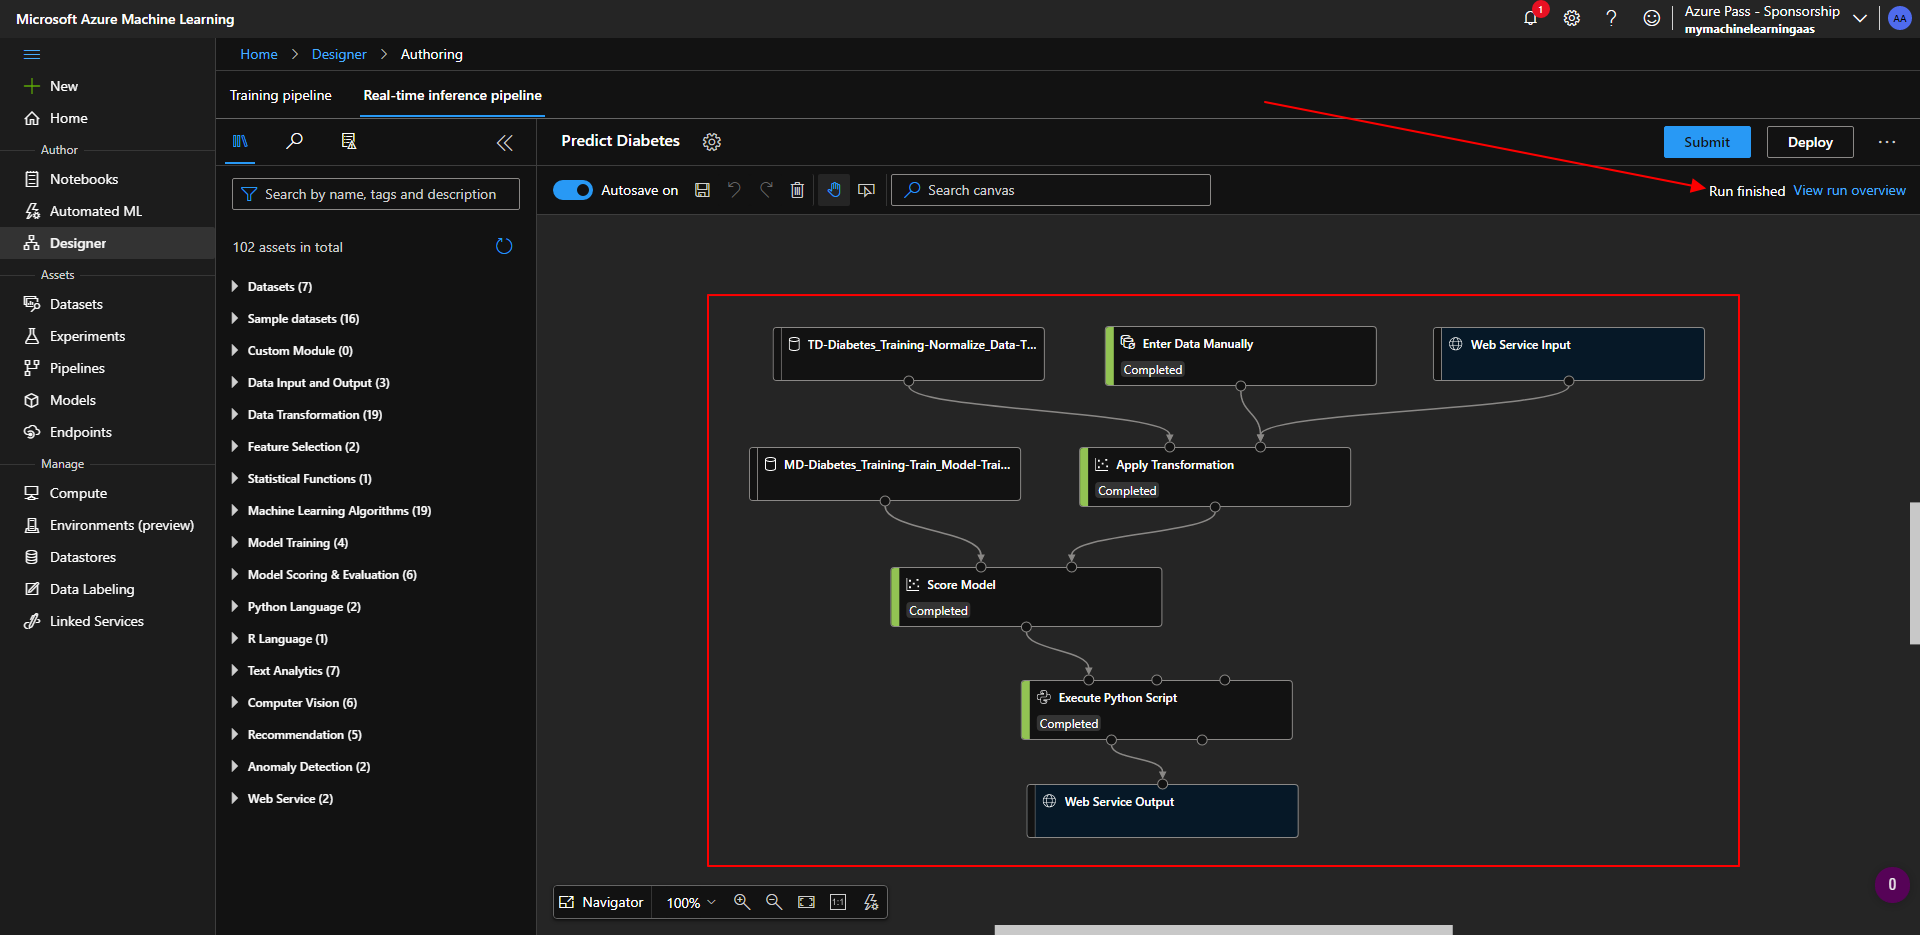 Microsoft Azure Machine Learning
1
Azure Pass - Sponsorship
mymachinelearningaas
AA
New
Home
Author
Notebooks
Automated ML
Designer
Assets
Datasets
Experiments
Pipelines
Models
Endpoints
Manage
Compute
Environments (preview)
Datastores
Data Labeling
Linked Services
Home > Designer > Authoring
Training pipeline
Real-time inference pipeline
Search by name, tags and description
102 assets in total
Datasets (7)
Sample datasets (16)
Custom Module (0)
Data Input and Output (3)
Data Transformation (19)
Feature Selection (2)
Statistical Functions (1)
Machine Learning Algorithms (19)
Model Training (4)
Model Scoring & Evaluation (6)
Python Language (2)
R Language (1)
Text Analytics (7)
Computer Vision (6)
Recommendation (5)
Anomaly Detection (2)
Web Service (2)
Predict Diabetes
Submit
Deploy
Autosave on
Search canvas
Run finished View run overview
TD-Diabetes_Training-Normalize_Data-T...
Enter Data Manually
Completed
Web Service Input
MD-Diabetes_Training-Train_Model-Trai...
Apply Transformation
Completed
Score Model
Completed
Execute Python Script
Completed
Web Service Output
Navigator
100%
1:1
0